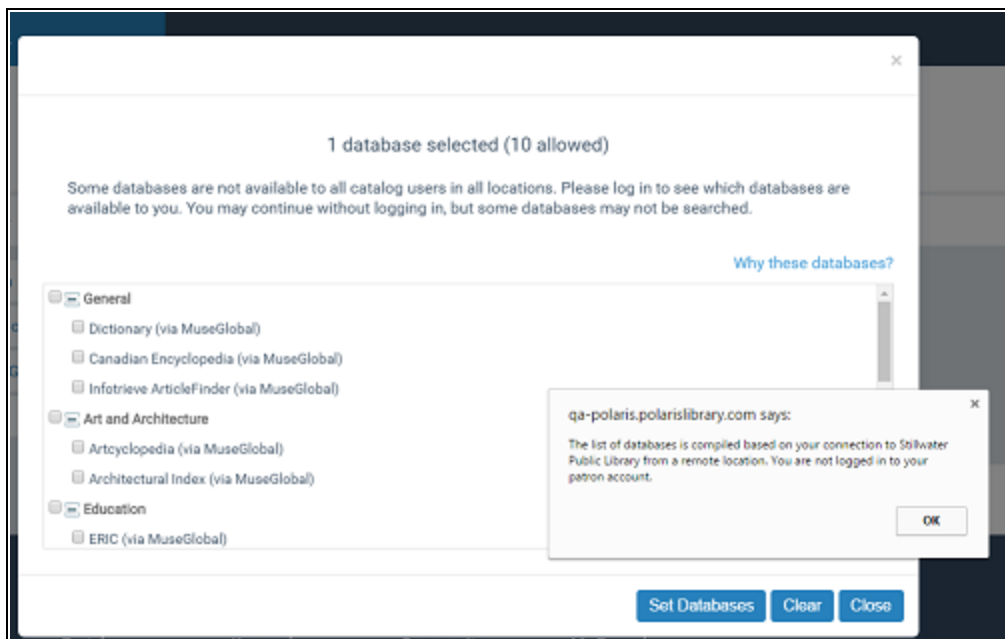 1 database selected (10 allowed)
Some databases are not available to all catalog users in all locations. Please log in to see which databases are
available to you. You may continue without logging in, but some databases may not be searched.
Why these databases?
General
Dictionary (via MuseGlobal)
Canadian Encyclopedia (via MuseGlobal)
Infotrieve ArticleFinder (via MuseGlobal)
Art and Architecture
Artcyclopedia (via MuseGlobal)
Architectural Index (via MuseGlobal)
Education
ERIC (via MuseGlobal)
qa-polaris.polarislibrary.com says:
The list of databases is compiled based on your connection to Stillwater
Public Library from a remote location. You are not logged in to your
patron account.
OK
Set Databases Clear Close